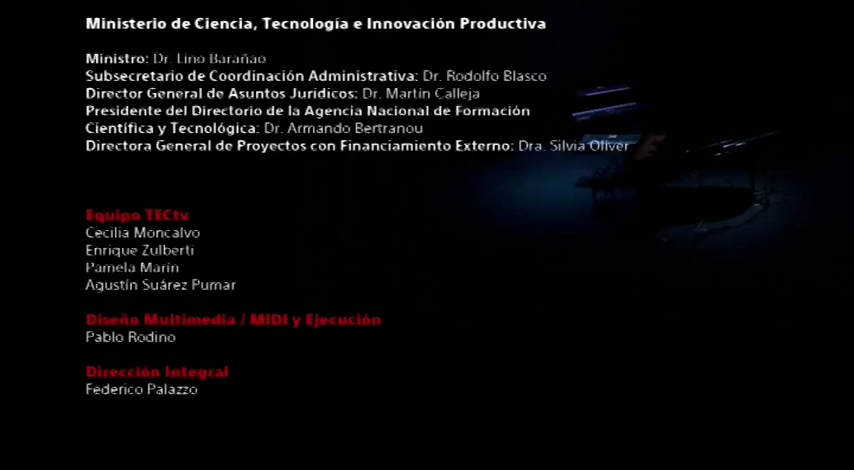 Ministerio de Ciencia, Tecnología e Innovación Productiva
Ministro: Dr. Lino Barañao
Subsecretario de Coordinación Administrativa: Dr. Rodolfo Blasco
Director General de Asuntos Jurídicos: Dr. Martín Calleja
Presidente del Directorio de la Agencia Nacional de Formación
Científica y Tecnológica: Dr. Armando Bertranou
Directora General de Proyectos con Financiamiento Externo: Dra. Silvia Oliver
Equipo TECtv
Cecilia Moncalvo
Enrique Zulberti
Pamela Marín
Agustín Suárez Pumar
Diseño Multimedia / MIDI y Ejecución
Pablo Rodino
Dirección Integral
Federico Palazzo